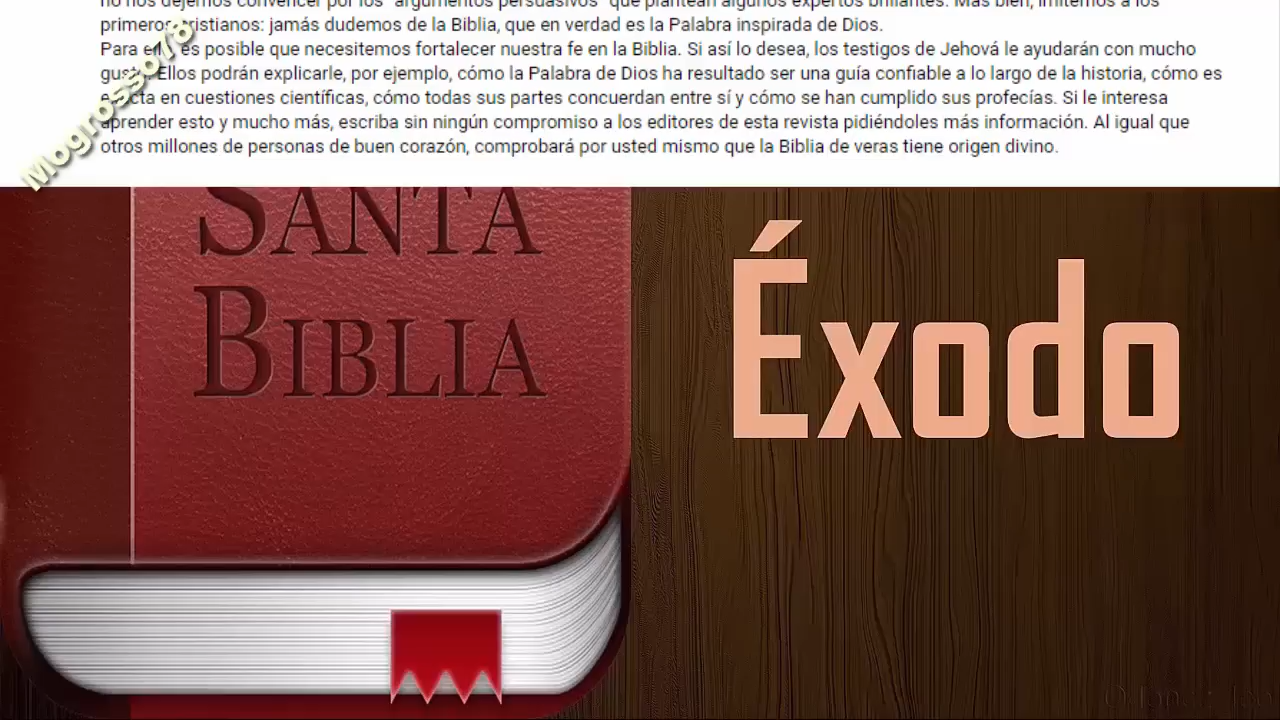 no nos dejemos convencer por los "argumentos persuasivos" que plantean algunos expertos brillantes. Más bien, imitemos a los
primeros cristianos: jamás dudemos de la Biblia, que en verdad es la Palabra inspirada de Dios.
Para ello, es posible que necesitemos fortalecer nuestra fe en la Biblia. Si así lo desea, los testigos de Jehová le ayudarán con mucho
gusto. Ellos podrán explicarle, por ejemplo, cómo la Palabra de Dios ha resultado ser una guía confiable a lo largo de la historia, cómo es
exacta en cuestiones científicas, cómo todas sus partes concuerdan entre sí y cómo se han cumplido sus profecías. Si le interesa
aprender esto y mucho más, escriba sin ningún compromiso a los editores de esta revista pidiéndoles más información. Al igual que
otros millones de personas de buen corazón, comprobará por usted mismo que la Biblia de veras tiene origen divino.
Mogrosso78
SANTA
BIBLIA
Éxodo